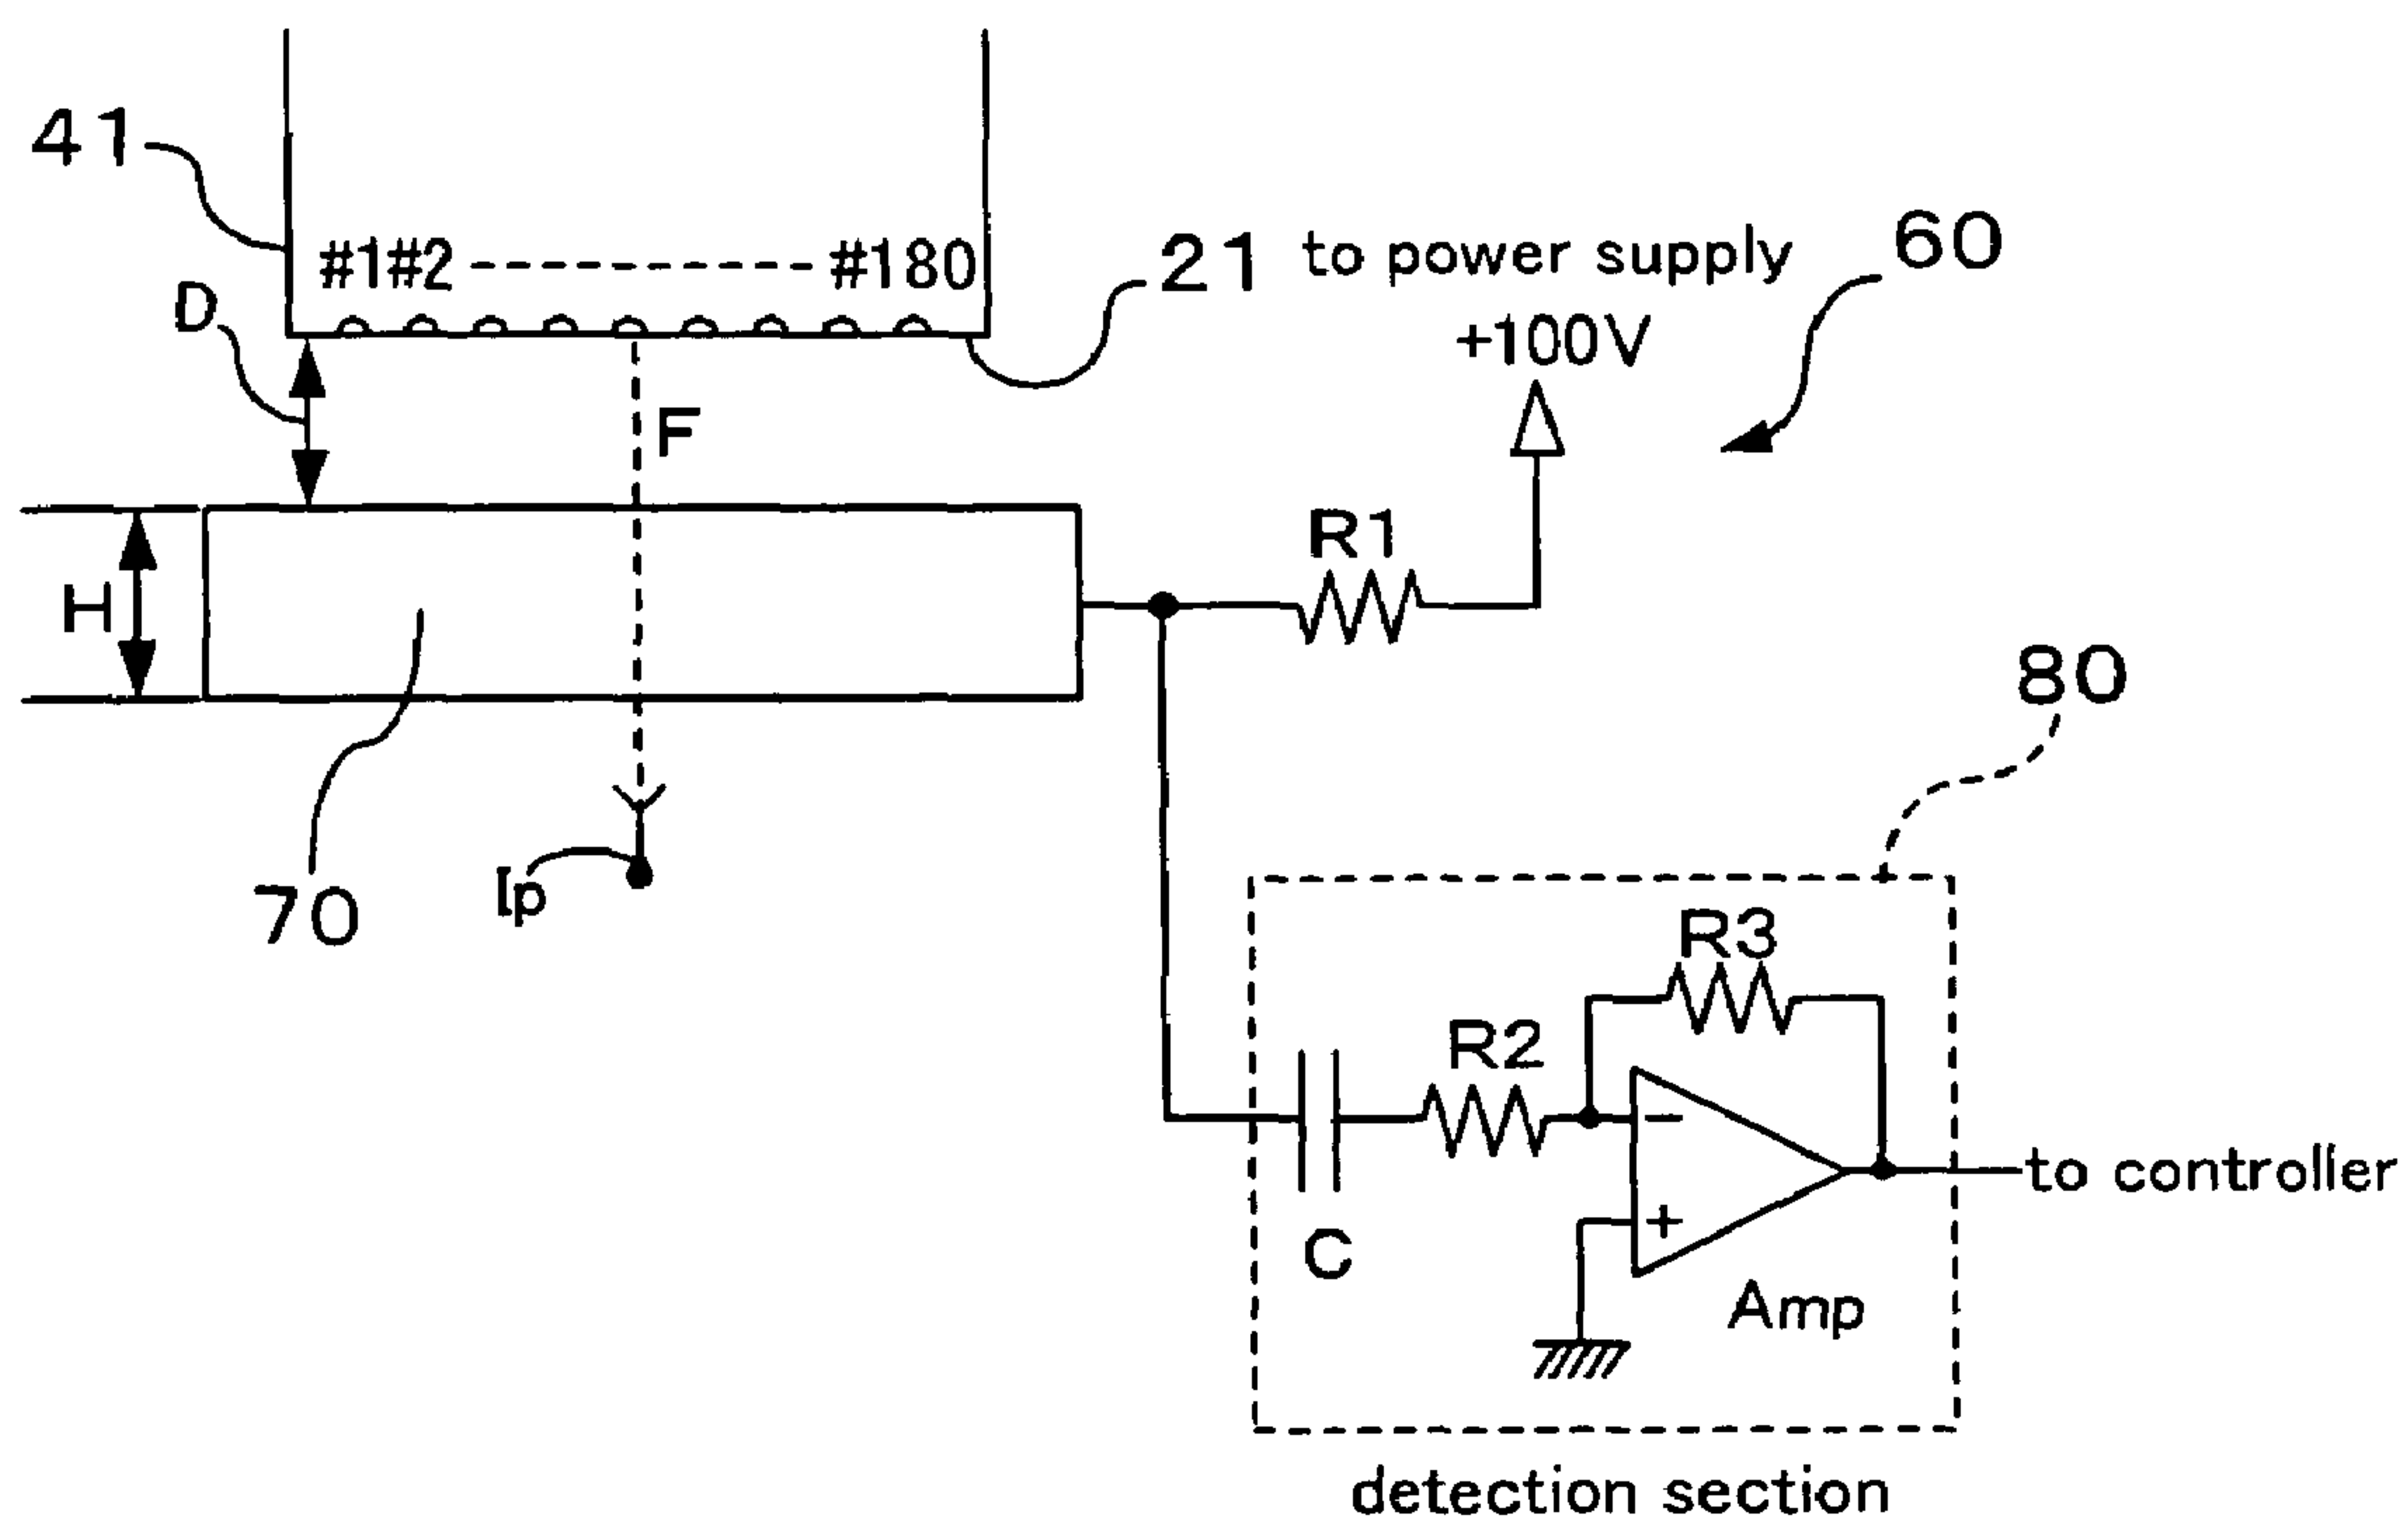 41
#1#2---------- #180
D
21
to power supply
+100V
60
F
R1
H
80
70
Ip
R3
R2
−
+
C
Amp
to controller
detection section